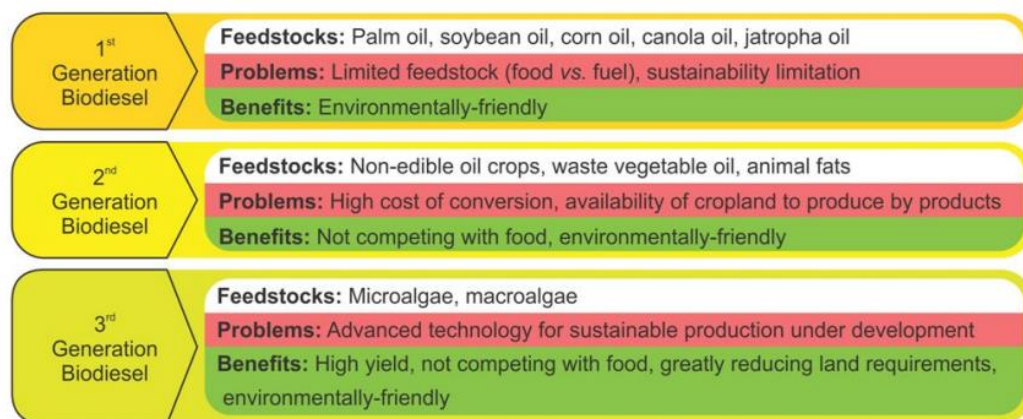 1st
Generation
Biodiesel
Feedstocks: Palm oil, soybean oil, corn oil, canola oil, jatropha oil
Problems: Limited feedstock (food vs. fuel), sustainability limitation
Benefits: Environmentally-friendly
2nd
Generation
Biodiesel
Feedstocks: Non-edible oil crops, waste vegetable oil, animal fats
Problems: High cost of conversion, availability of cropland to produce by products
Benefits: Not competing with food, environmentally-friendly
3rd
Generation
Biodiesel
Feedstocks: Microalgae, macroalgae
Problems: Advanced technology for sustainable production under development
Benefits: High yield, not competing with food, greatly reducing land requirements,
environmentally-friendly